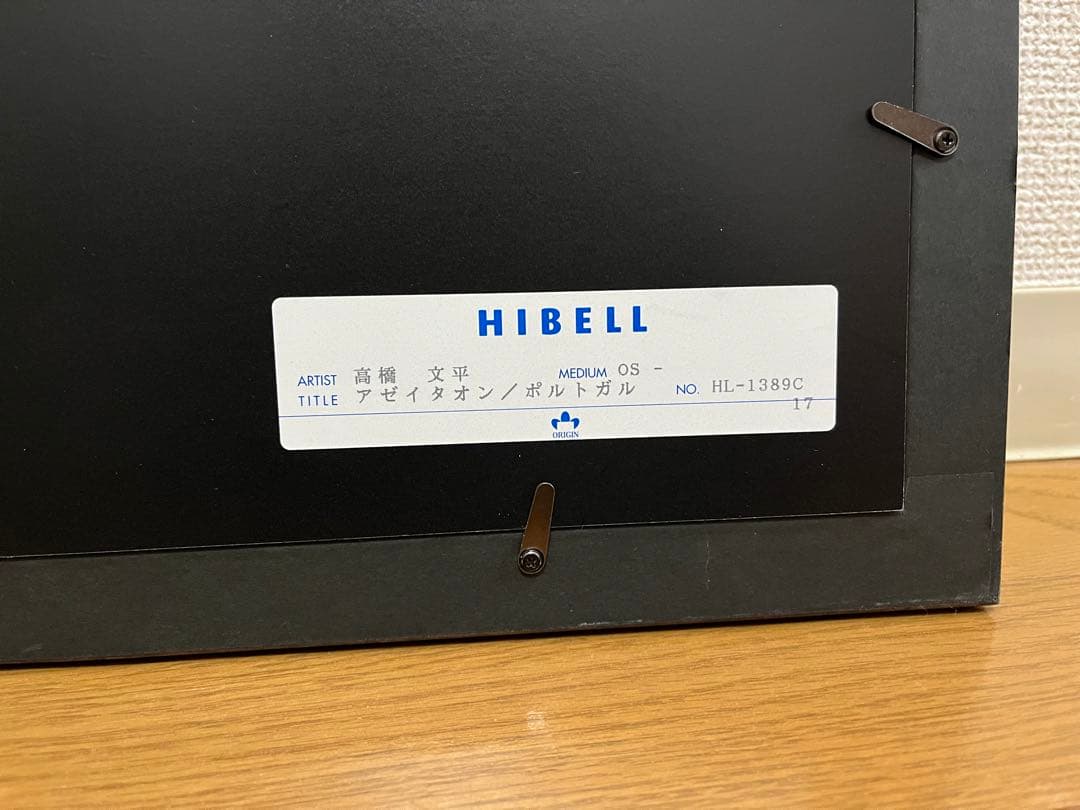 HIBELL
ARTIST 高橋 文平 MEDIUM OS -
TITLE アゼイタオン/ポルトガル NO. HL-1389C
17
ORIGIN